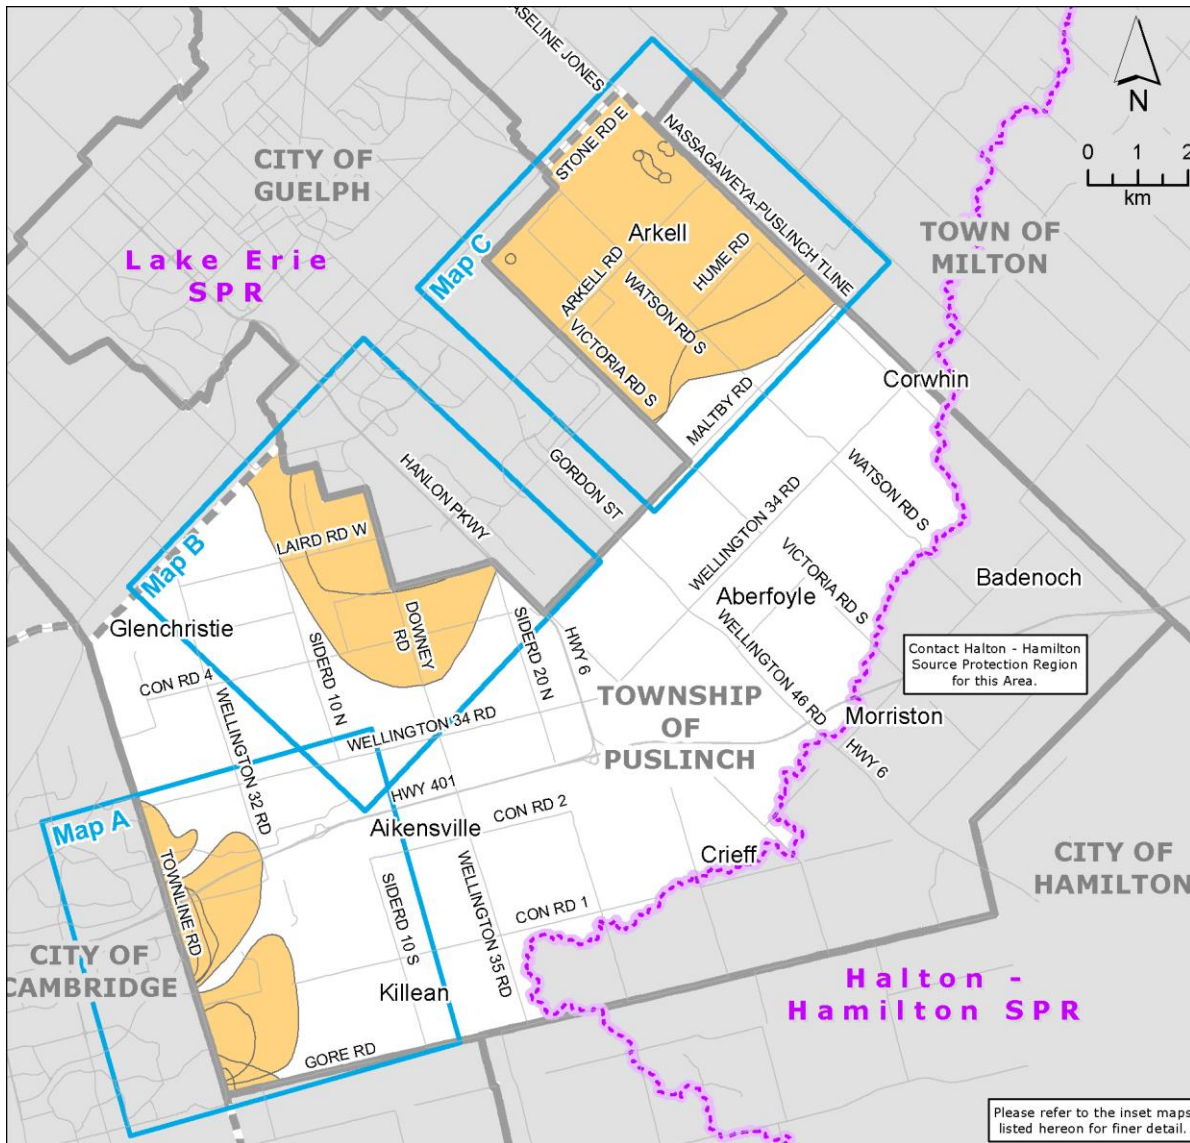 BASELINE JONES
N
0 1 2
km
CITY OF
GUELPH
STONE RD E
NASSAGAWEYA-PUSLINCH TLINE
Lake Erie
SPR
Map C
Arkell
TOWN OF
MILTON
ARKELL RD
HUME RD
WATSON RD S
VICTORIA RD S
MALTBY RD
Corwhin
HANLON PKWY
GORDON ST
WELLINGTON 34 RD
WATSON RD S
Map B
LAIRD RD W
VICTORIA RD S
Badenoch
Aberfoyle
Glenchristie
DOWNEY
RD
SIDERD 10 N
SIDERD 20 N
HWY 6
WELLINGTON 46 RD
Contact Halton - Hamilton
Source Protection Region
for this Area.
CON RD 4
WELLINGTON 32 RD
WELLINGTON 34 RD
TOWNSHIP
OF
PUSLINCH
Morriston
HWY 6
HWY 401
Map A
Aikensville
CON RD 2
Crieff
CITY OF
HAMILTON
TOWNLINE RD
SIDERD 10 S
WELLINGTON 35 RD
CON RD 1
CITY OF
CAMBRIDGE
Killean
Halton -
Hamilton SPR
GORE RD
Please refer to the inset maps
listed hereon for finer detail.